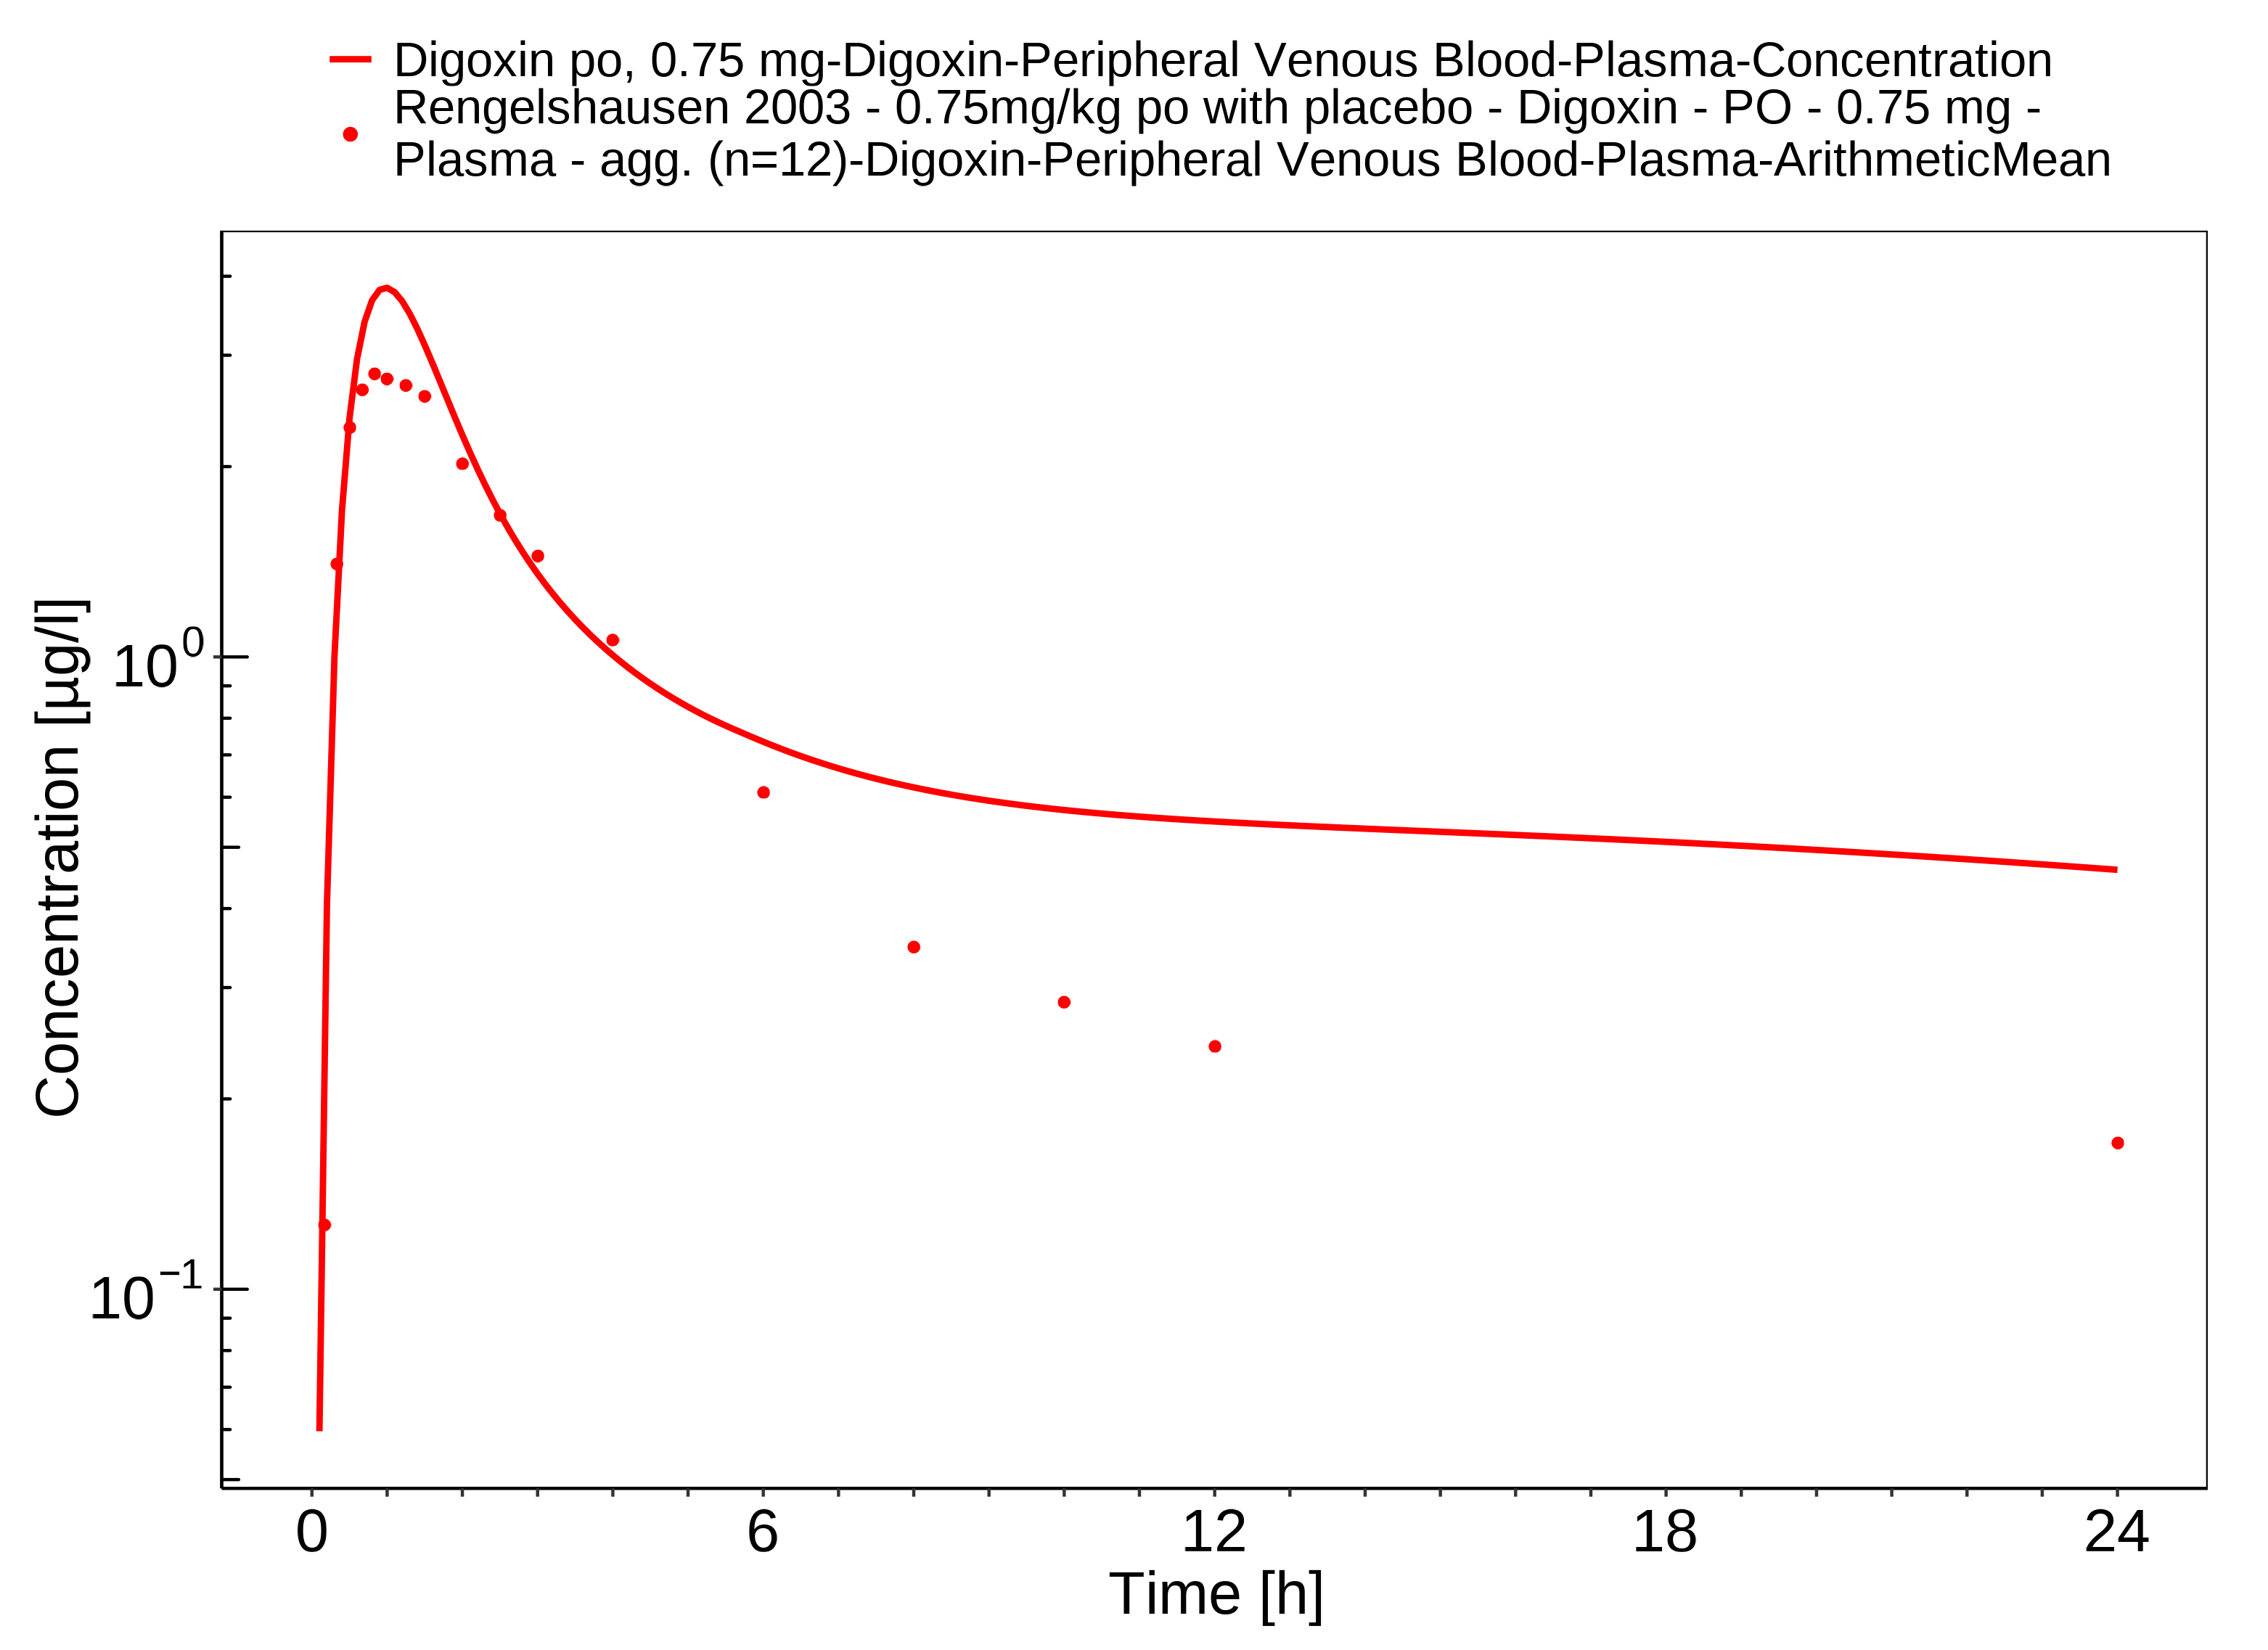 Digoxin po, 0.75 mg-Digoxin-Peripheral Venous Blood-Plasma-Concentration
Rengelshausen 2003 - 0.75mg/kg po with placebo - Digoxin - PO - 0.75 mg -
Plasma - agg. (n=12)-Digoxin-Peripheral Venous Blood-Plasma-ArithmeticMean
Concentration [µg/l]
10⁰
10⁻¹
0 6 12 18 24
Time [h]